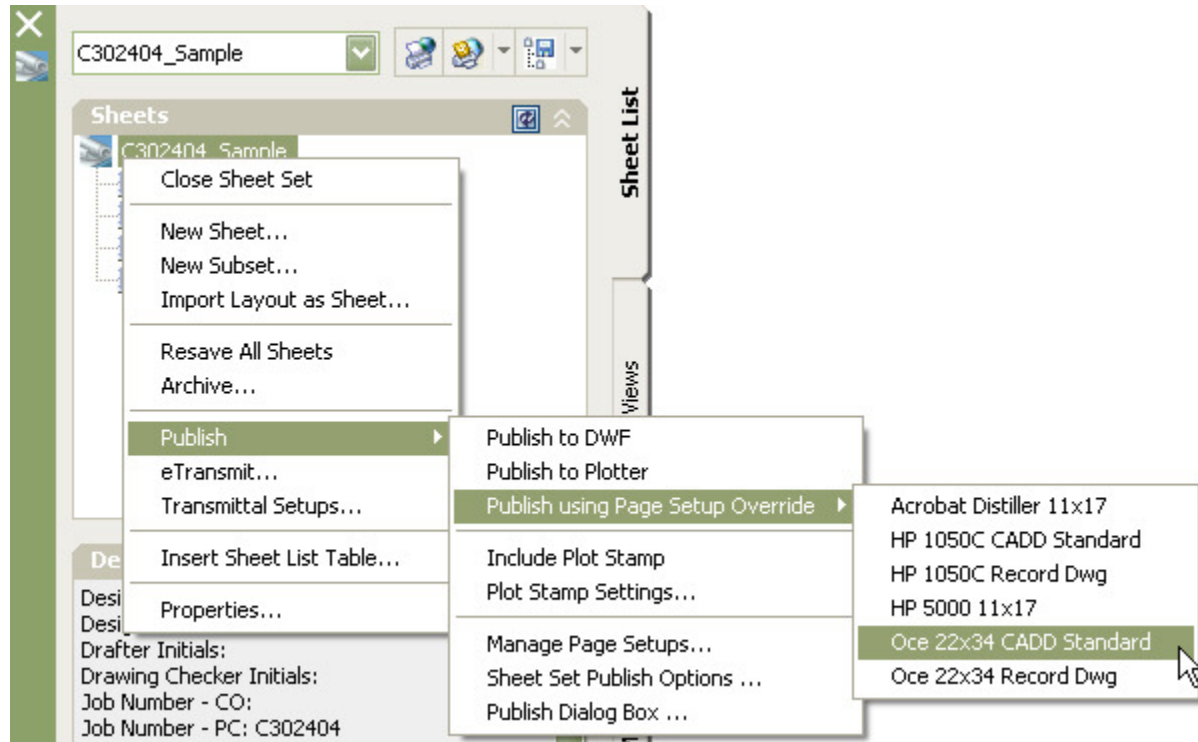 C302404_Sample
Sheets
C302404_Sample
Close Sheet Set
New Sheet...
New Subset...
Import Layout as Sheet...
Resave All Sheets
Archive...
Publish
eTransmit...
Transmittal Setups...
Insert Sheet List Table...
Properties...
Publish to DWF
Publish to Plotter
Publish using Page Setup Override
Include Plot Stamp
Plot Stamp Settings...
Manage Page Setups...
Sheet Set Publish Options ...
Publish Dialog Box ...
Acrobat Distiller 11x17
HP 1050C CADD Standard
HP 1050C Record Dwg
HP 5000 11x17
Oce 22x34 CADD Standard
Oce 22x34 Record Dwg
Drafter Initials:
Drawing Checker Initials:
Job Number - CO:
Job Number - PC: C302404
Sheet List
Views